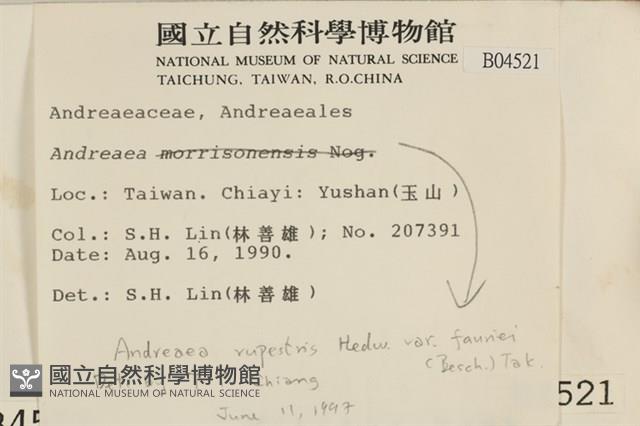 國立自然科學博物館
NATIONAL MUSEUM OF NATURAL SCIENCE
TAICHUNG, TAIWAN, R.O.CHINA
B04521
Andreaeaceae, Andreaeales
Andreaea morrisonensis Nog.
Loc.: Taiwan. Chiayi: Yushan(玉山)
Col.: S.H. Lin(林善雄); No. 207391
Date: Aug. 16, 1990.
Det.: S.H. Lin(林善雄)
Andreaea rupestris Hedw. var. fauriei
(Besch.) Tak.
chiang
June 11, 1997
國立自然科學博物館
NATIONAL MUSEUM OF NATURAL SCIENCE
521